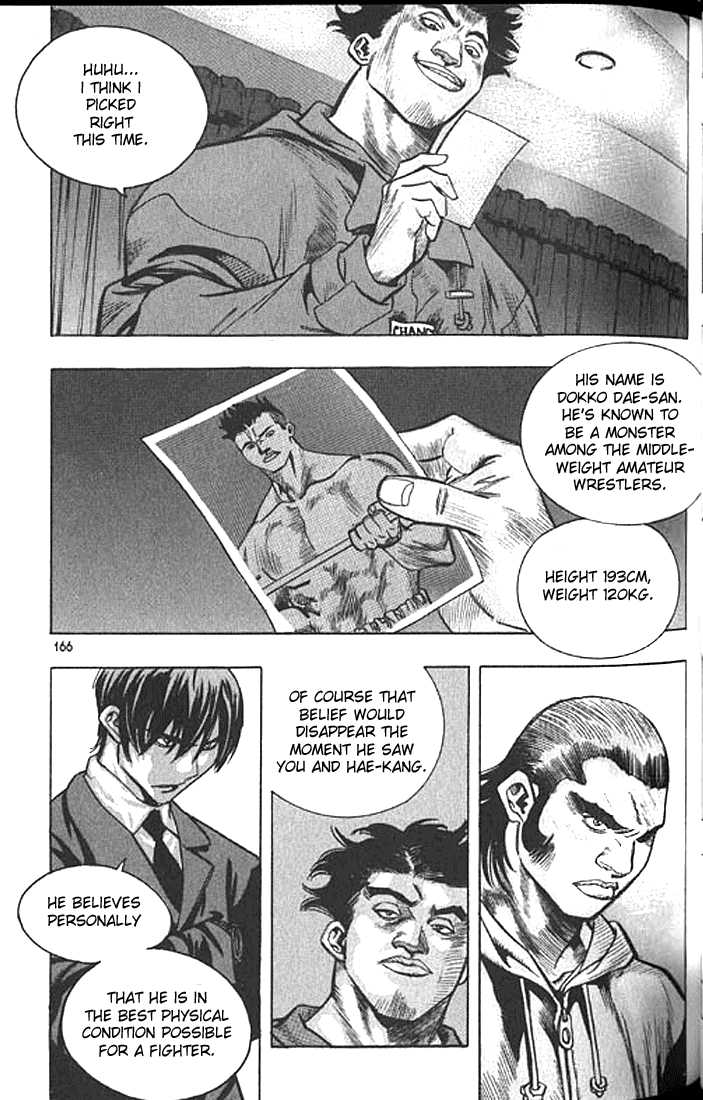 HUHU...
I THINK I
PICKED
RIGHT
THIS TIME.
CHANG
HIS NAME IS
DOKKO DAE-SAN.
HE'S KNOWN TO
BE A MONSTER
AMONG THE MIDDLE-
WEIGHT AMATEUR
WRESTLERS.
HEIGHT 193CM,
WEIGHT 120KG.
166
HE BELIEVES
PERSONALLY
THAT HE IS IN
THE BEST PHYSICAL
CONDITION POSSIBLE
FOR A FIGHTER.
OF COURSE THAT
BELIEF WOULD
DISAPPEAR THE
MOMENT HE SAW
YOU AND HAE-KANG.